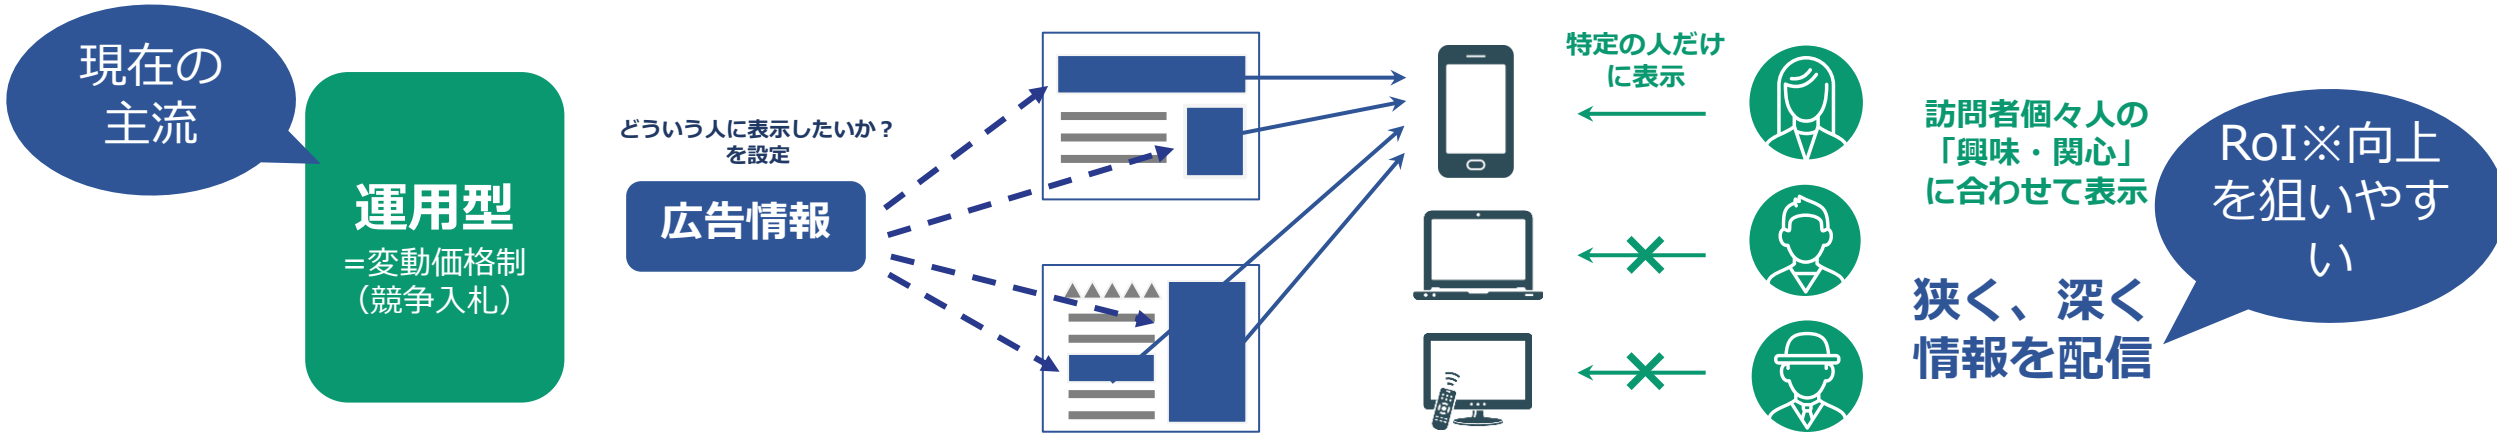 現在の
主流
運用型
=変動料金制
（競争入札）
どういうひとに表示したいか？
を設定
広告情報
特定の人だけ
に表示
訪問者個々人の
「興味・関心」
に合わせて表示
狭く、深く
情報を配信
RoI※向上
を狙いやす
い